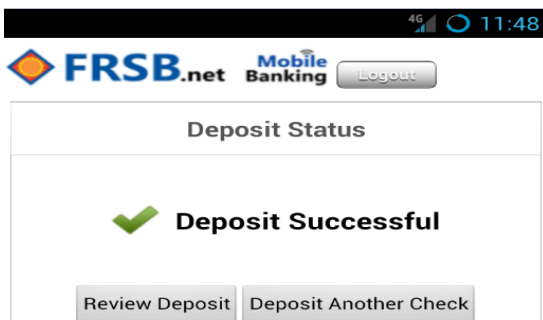 4G 11:48
FRSB.net Mobile Banking Logout
Deposit Status
Deposit Successful
Review Deposit Deposit Another Check